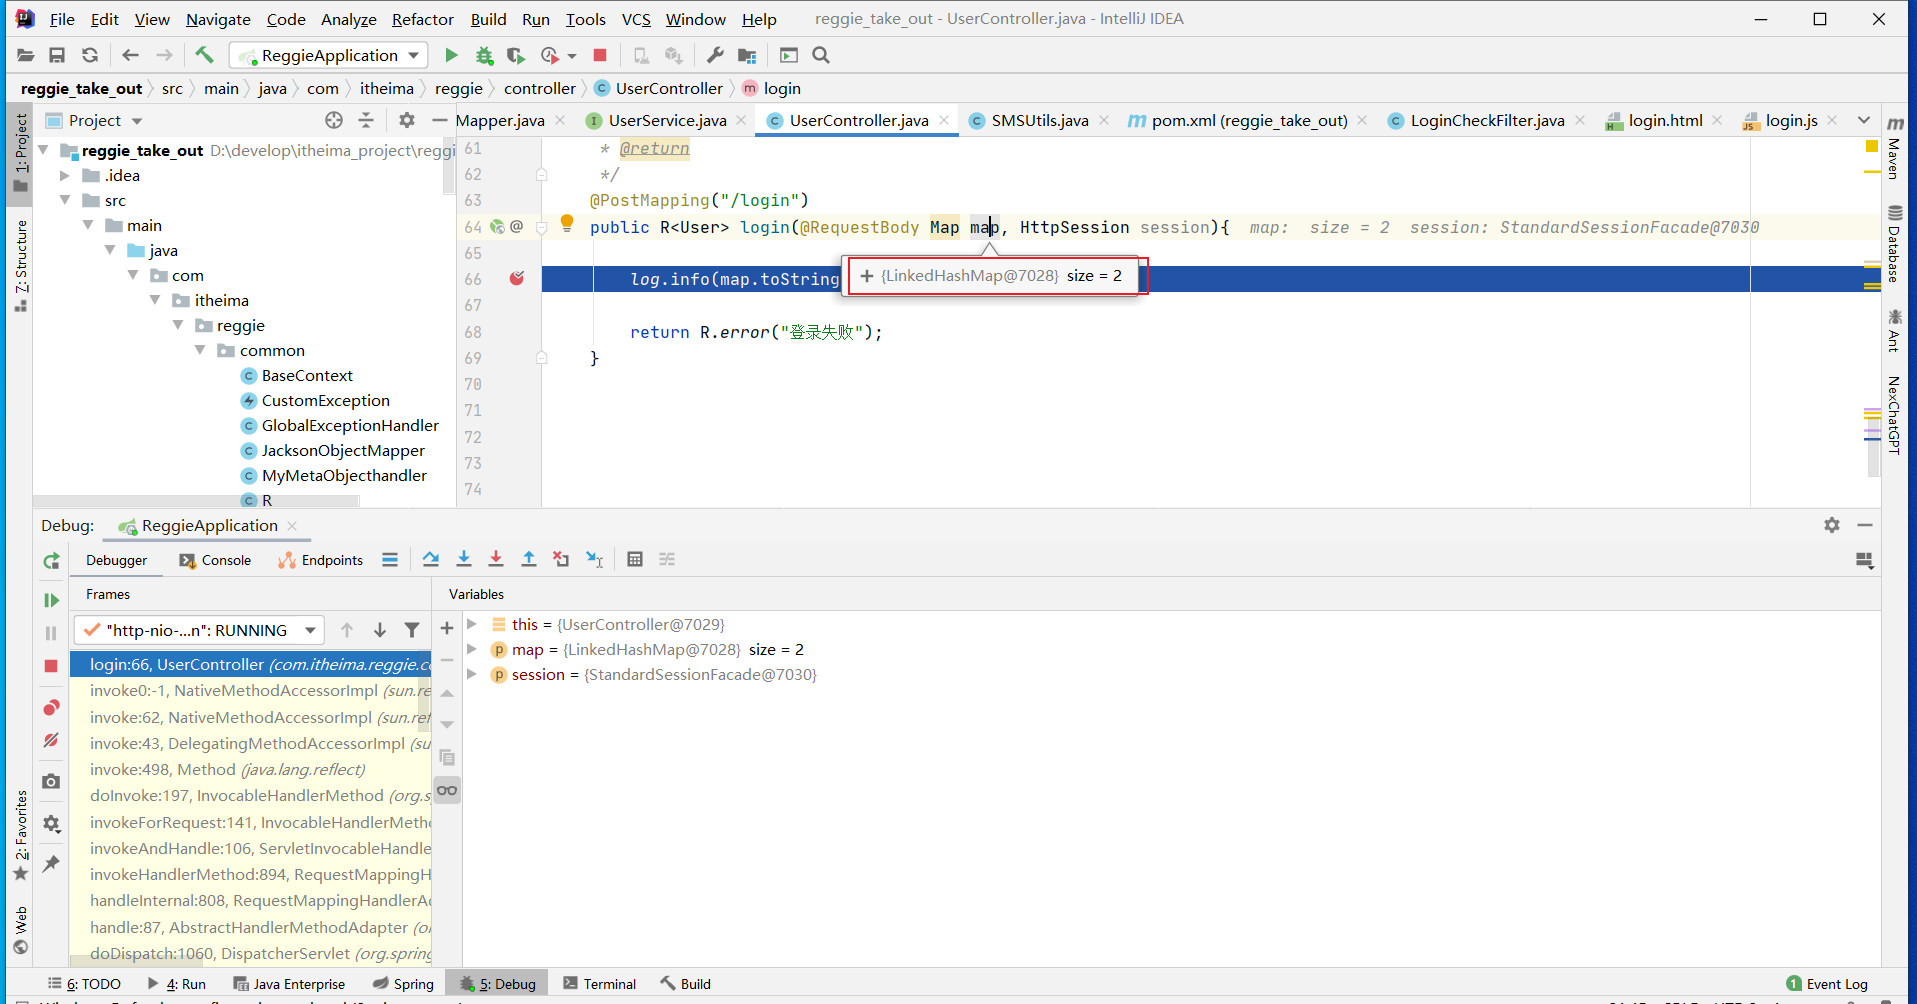 File Edit View Navigate Code Analyze Refactor Build Run Tools VCS Window Help reggie_take_out - UserController.java - IntelliJ IDEA
ReggieApplication
reggie_take_out src main java com itheima reggie controller UserController login
Project
Mapper.java UserService.java UserController.java SMSUtils.java pom.xml (reggie_take_out) LoginCheckFilter.java login.html login.js
reggie_take_out D:\develop\itheima_project\reggi
.idea
src
main
java
com
itheima
reggie
common
BaseContext
CustomException
GlobalExceptionHandler
JacksonObjectMapper
MyMetaObjecthandler
R
61 * @return
62 */
63 @PostMapping("/login")
64 @ public R<User> login(@RequestBody Map map, HttpSession session){ map: size = 2 session: StandardSessionFacade@7030
65
66 log.info(map.toString
+ {LinkedHashMap@7028} size = 2
67
68 return R.error("登录失败");
69 }
70
71
72
73
74
1: Project
7: Structure
2: Favorites
Web
Maven
Database
Ant
NexChatGPT
Debug: ReggieApplication
Debugger Console Endpoints
Frames
Variables
"http-nio-...n": RUNNING
login:66, UserController (com.itheima.reggie.co
invoke0:-1, NativeMethodAccessorImpl (sun.re
invoke:62, NativeMethodAccessorImpl (sun.ref
invoke:43, DelegatingMethodAccessorImpl (su
invoke:498, Method (java.lang.reflect)
doInvoke:197, InvocableHandlerMethod (org.s
invokeForRequest:141, InvocableHandlerMetho
invokeAndHandle:106, ServletInvocableHandle
invokeHandlerMethod:894, RequestMappingH
handleInternal:808, RequestMappingHandlerAc
handle:87, AbstractHandlerMethodAdapter (o
doDispatch:1060, DispatcherServlet (org.spring
this = {UserController@7029}
map = {LinkedHashMap@7028} size = 2
session = {StandardSessionFacade@7030}
6: TODO 4: Run Java Enterprise Spring 5: Debug Terminal Build 1 Event Log